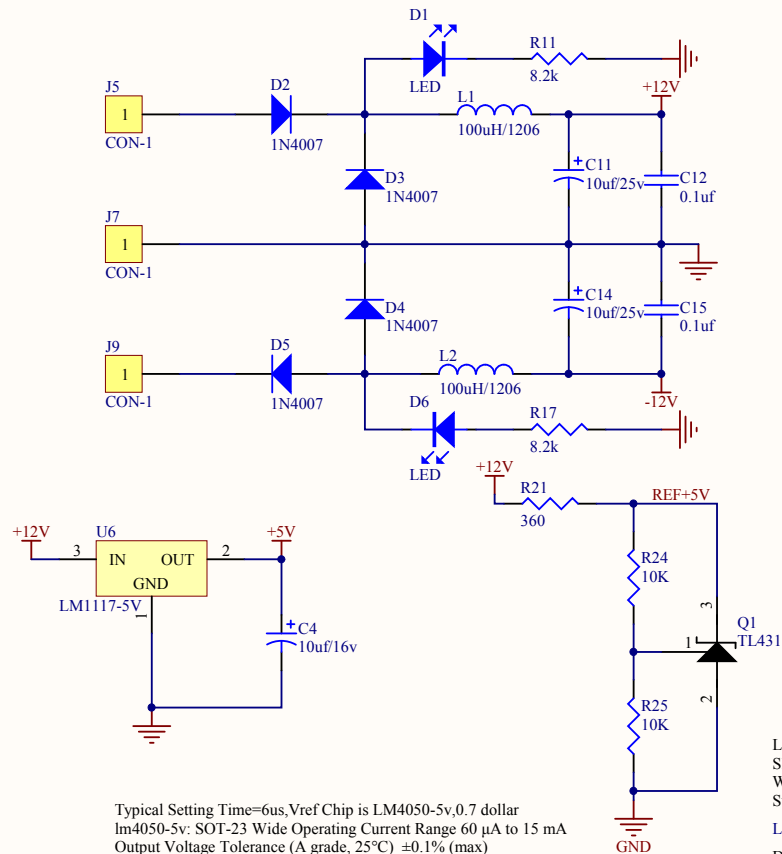 D1
R11
8.2k
LED
J5
1
CON-1
D2
1N4007
L1
100uH/1206
+12V
D3
1N4007
+
C11
10uf/25v
C12
0.1uf
J7
1
CON-1
D4
1N4007
+
C14
10uf/25v
C15
0.1uf
J9
1
CON-1
D5
1N4007
L2
100uH/1206
-12V
D6
LED
R17
8.2k
+12V
R21
360
REF+5V
R24
10K
3
Q1
TL431
1
2
R25
10K
GND
+12V
U6
3
IN
OUT
2
GND
LM1117-5V
1
+5V
+
C4
10uf/16v
Typical Setting Time=6us,Vref Chip is LM4050-5v,0.7 dollar
lm4050-5v: SOT-23 Wide Operating Current Range 60 μA to 15 mA
Output Voltage Tolerance (A grade, 25°C) ±0.1% (max)
L
S
W
S
L